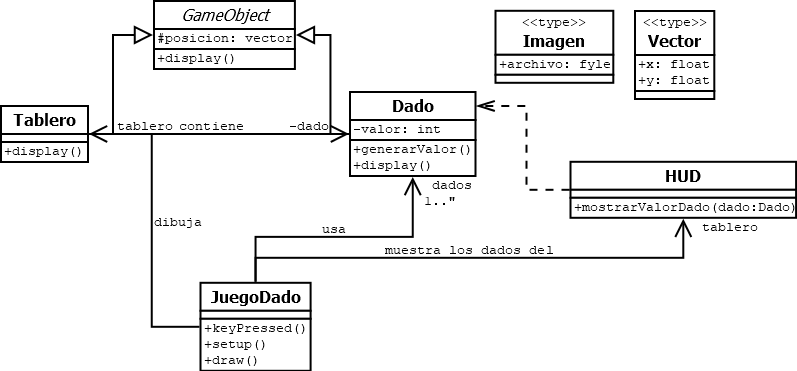 GameObject
#posicion: vector
+display()
<<type>>
Imagen
+archivo: fyle
<<type>>
Vector
+x: float
+y: float
Tablero
+display()
tablero contiene
-dado
Dado
-valor: int
+generarValor()
+display()
HUD
+mostrarValorDado(dado:Dado)
dados
1.."
tablero
dibuja
usa
muestra los dados del
JuegoDado
+keyPressed()
+setup()
+draw()